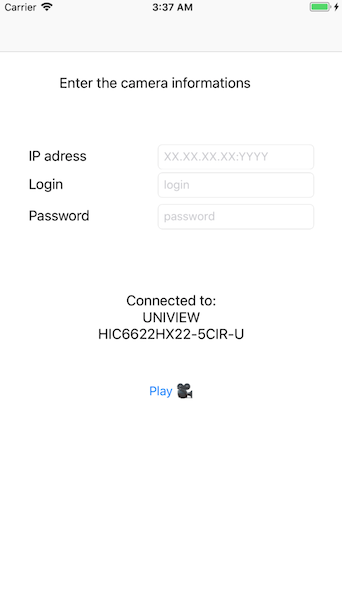 Carrier 3:37 AM
Enter the camera informations
IP adress XX.XX.XX.XX:YYYY
Login login
Password password
Connected to:
UNIVIEW
HIC6622HX22-5CIR-U
Play